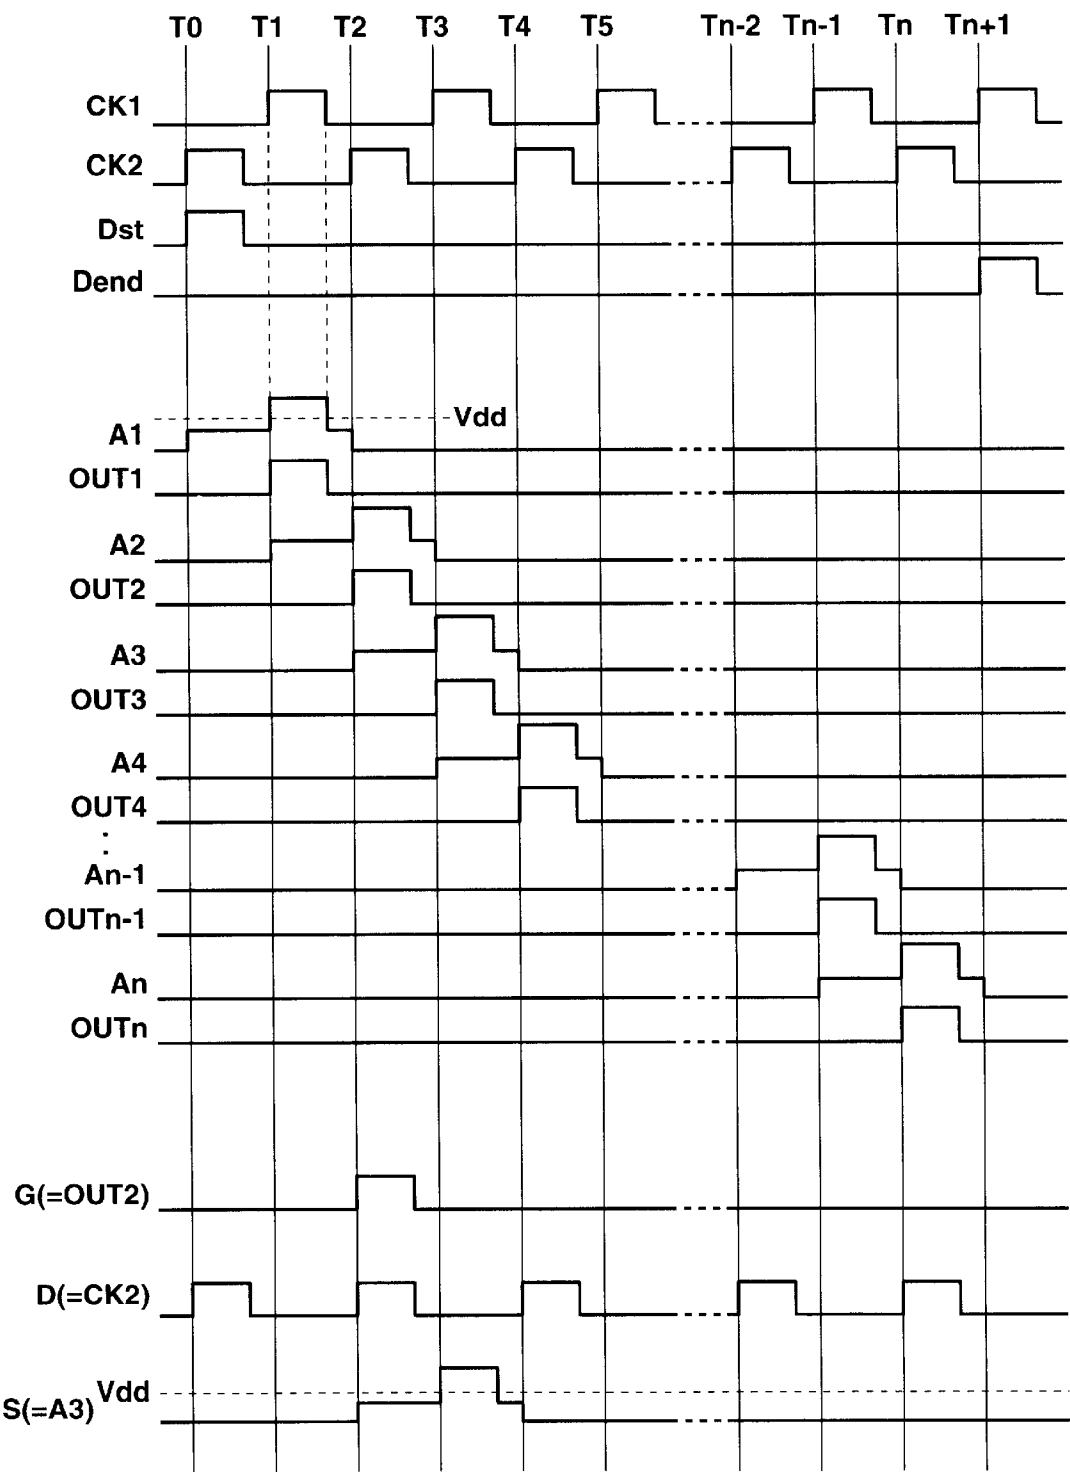 T0 T1 T2 T3 T4 T5 Tn-2 Tn-1 Tn Tn+1
CK1
CK2
Dst
Dend
Vdd
A1
OUT1
A2
OUT2
A3
OUT3
A4
OUT4
An-1
OUTn-1
An
OUTn
G(=OUT2)
D(=CK2)
Vdd
S(=A3)